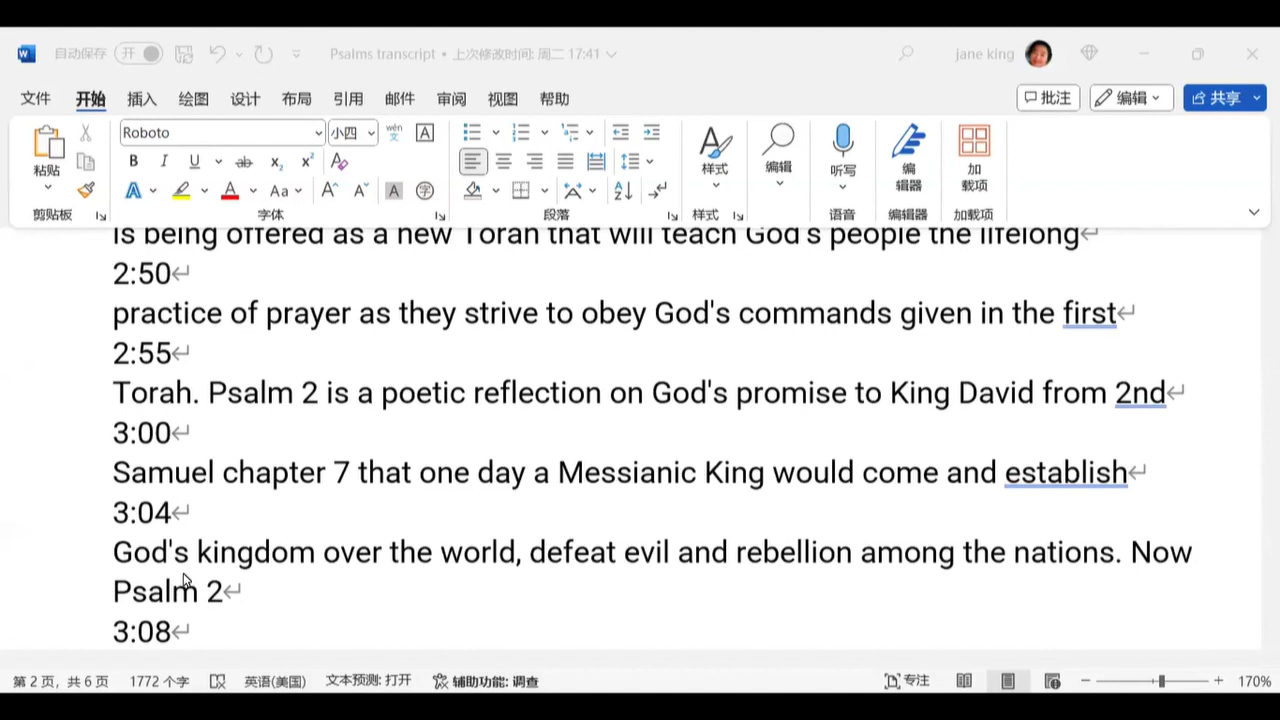 自动保存 开 Psalms transcript • 上次修改时间: 周二 17:41 jane king
文件 开始 插入 绘图 设计 布局 引用 邮件 审阅 视图 帮助 批注 编辑 共享
Roboto 小四 wén 文 A
粘贴 B I U ab x₂ x² A 样式 编辑 听写 编辑器 加载项
A A Aa A A A 字 A Z
剪贴板 字体 段落 样式 语音 编辑器 加载项
is being offered as a new Torah that will teach God's people the lifelong
2:50
practice of prayer as they strive to obey God's commands given in the first
2:55
Torah. Psalm 2 is a poetic reflection on God's promise to King David from 2nd
3:00
Samuel chapter 7 that one day a Messianic King would come and establish
3:04
God's kingdom over the world, defeat evil and rebellion among the nations. Now
Psalm 2
3:08
第 2 页，共 6 页 1772 个字 英语(美国) 文本预测: 打开 辅助功能: 调查 专注 170%